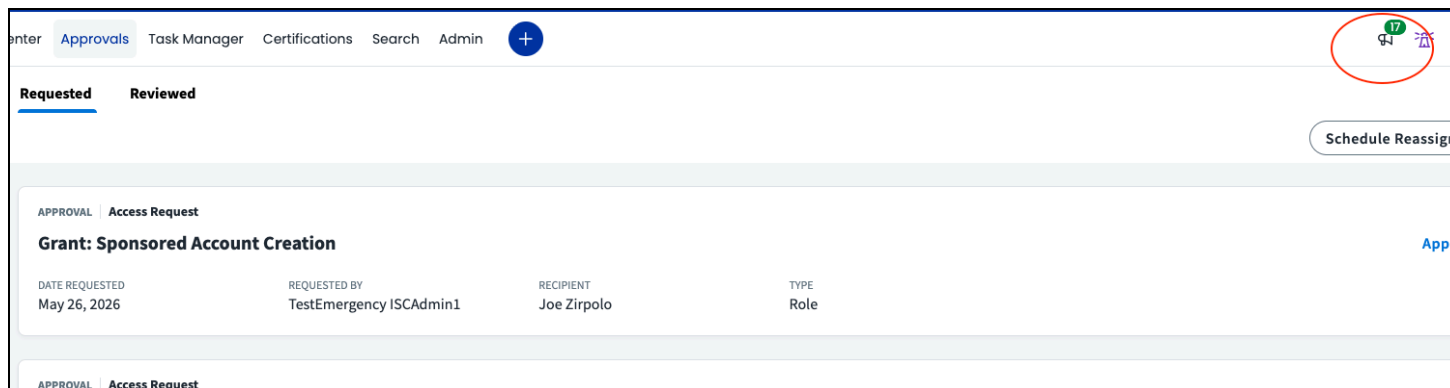 enter Approvals Task Manager Certifications Search Admin
17
Requested Reviewed
Schedule Reassign
APPROVAL Access Request
Grant: Sponsored Account Creation
App
DATE REQUESTED REQUESTED BY RECIPIENT TYPE
May 26, 2026 TestEmergency ISCAdmin1 Joe Zirpolo Role
APPROVAL Access Request